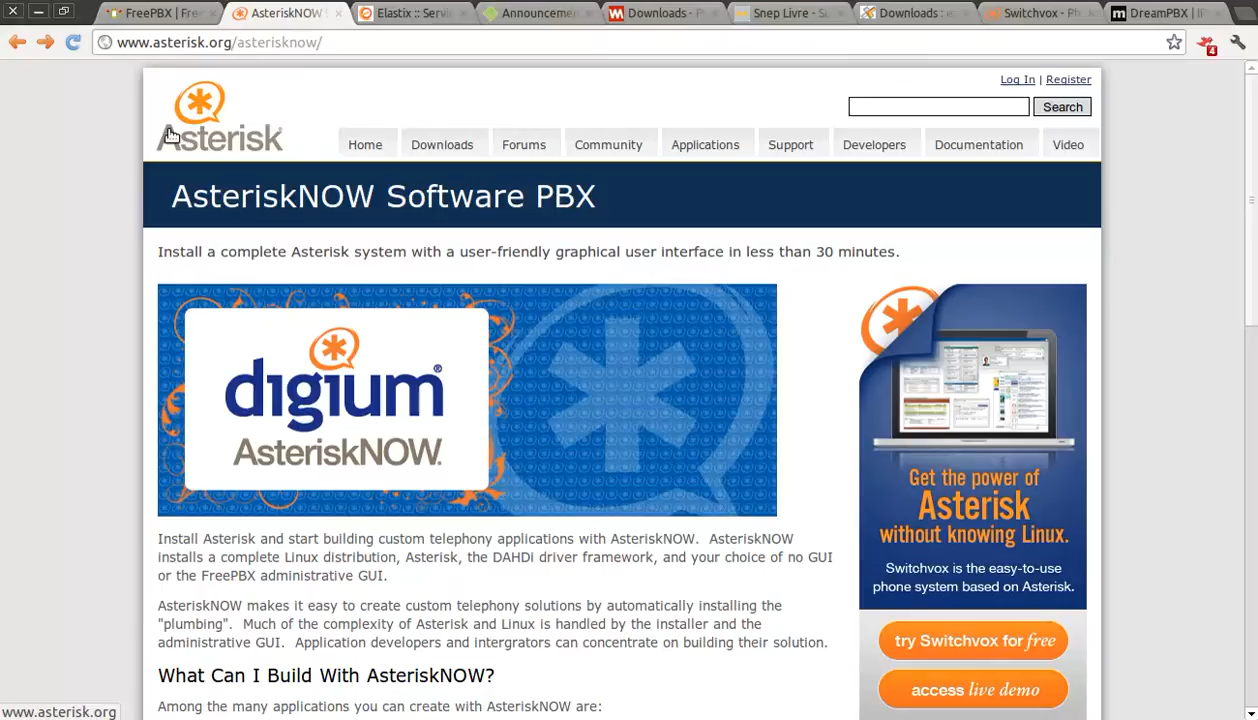 FreePBX | Free
AsteriskNOW S
Elastix :: Servi
Announceme
Downloads - P
Snep Livre - S
Downloads : e
Switchvox - Ph
DreamPBX | I
www.asterisk.org/asterisknow/
4
Log In | Register
Search
Asterisk
Home Downloads Forums Community Applications Support Developers Documentation Video
AsteriskNOW Software PBX
Install a complete Asterisk system with a user-friendly graphical user interface in less than 30 minutes.
digium®
AsteriskNOW.
Get the power of
Asterisk
without knowing Linux.
Switchvox is the easy-to-use
phone system based on Asterisk.
try Switchvox for free
access live demo
Install Asterisk and start building custom telephony applications with AsteriskNOW. AsteriskNOW
installs a complete Linux distribution, Asterisk, the DAHDI driver framework, and your choice of no GUI
or the FreePBX administrative GUI.
AsteriskNOW makes it easy to create custom telephony solutions by automatically installing the
"plumbing". Much of the complexity of Asterisk and Linux is handled by the installer and the
administrative GUI. Application developers and intergrators can concentrate on building their solution.
What Can I Build With AsteriskNOW?
Among the many applications you can create with AsteriskNOW are:
www.asterisk.org